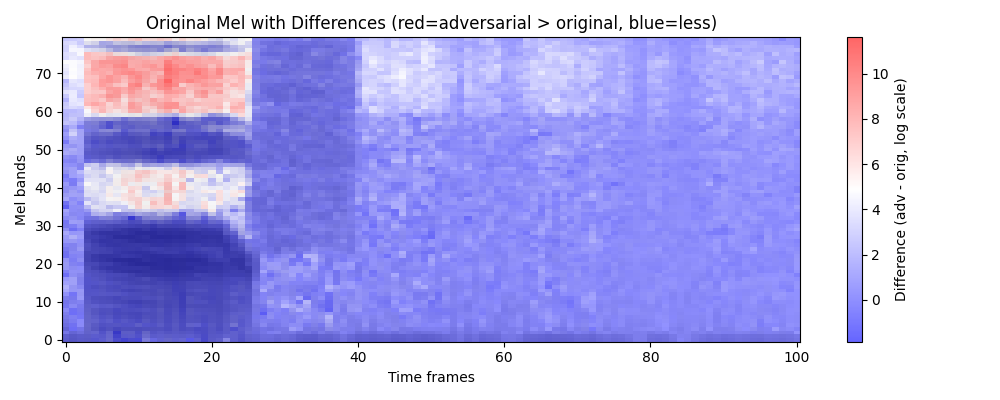 Original Mel with Differences (red=adversarial > original, blue=less)
Mel bands
70
60
50
40
30
20
10
0
0 20 40 60 80 100
Time frames
10
8
6
4
2
0
Difference (adv - orig, log scale)